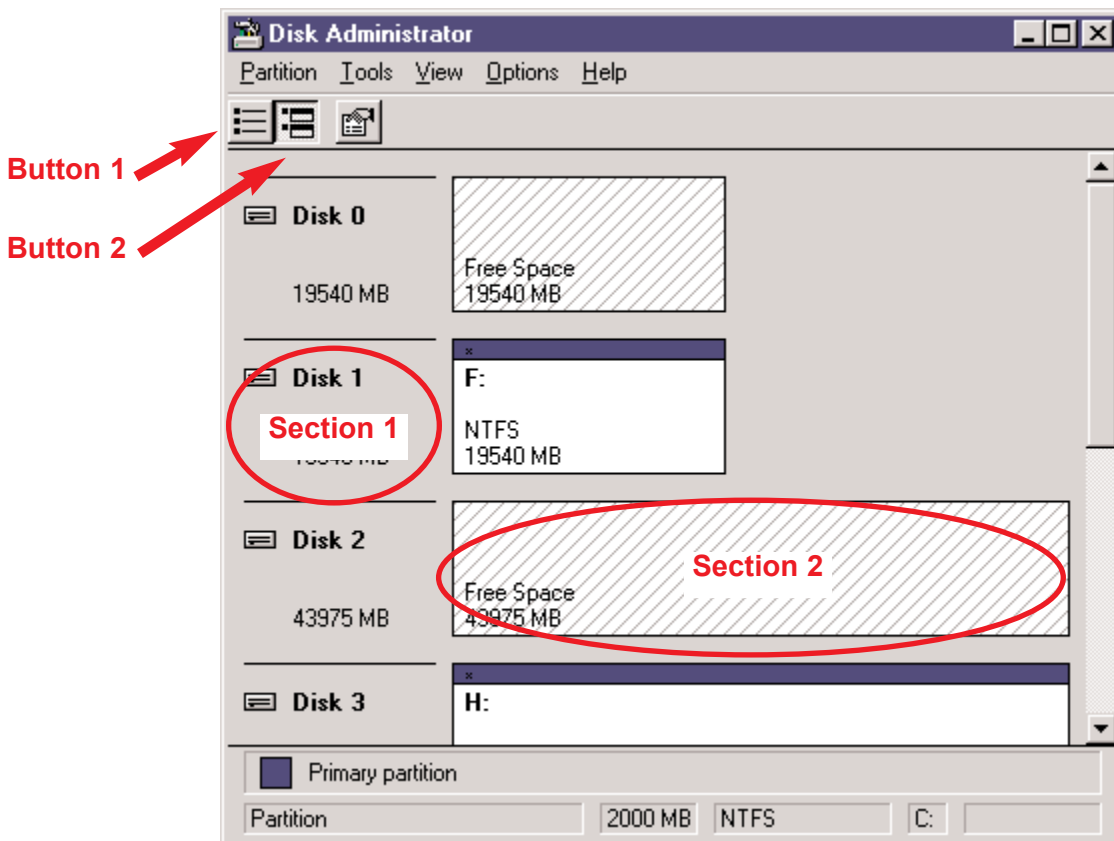 Disk Administrator
Partition Tools View Options Help
Button 1
Button 2
Disk 0
19540 MB
Free Space
19540 MB
Disk 1
Section 1
F:
NTFS
19540 MB
Disk 2
43975 MB
Section 2
Free Space
43975 MB
Disk 3
H:
Primary partition
Partition 2000 MB NTFS C: